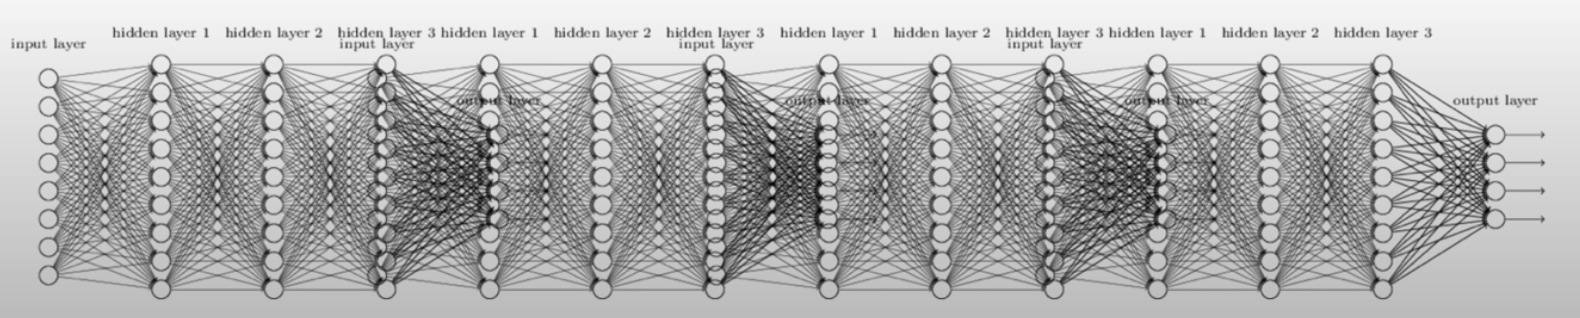 hidden layer 1 hidden layer 2 hidden layer 3 hidden layer 1 hidden layer 2 hidden layer 3 hidden layer 1 hidden layer 2 hidden layer 3 hidden layer 1 hidden layer 2 hidden layer 3
input layer input layer input layer input layer
output layer output layer output layer output layer